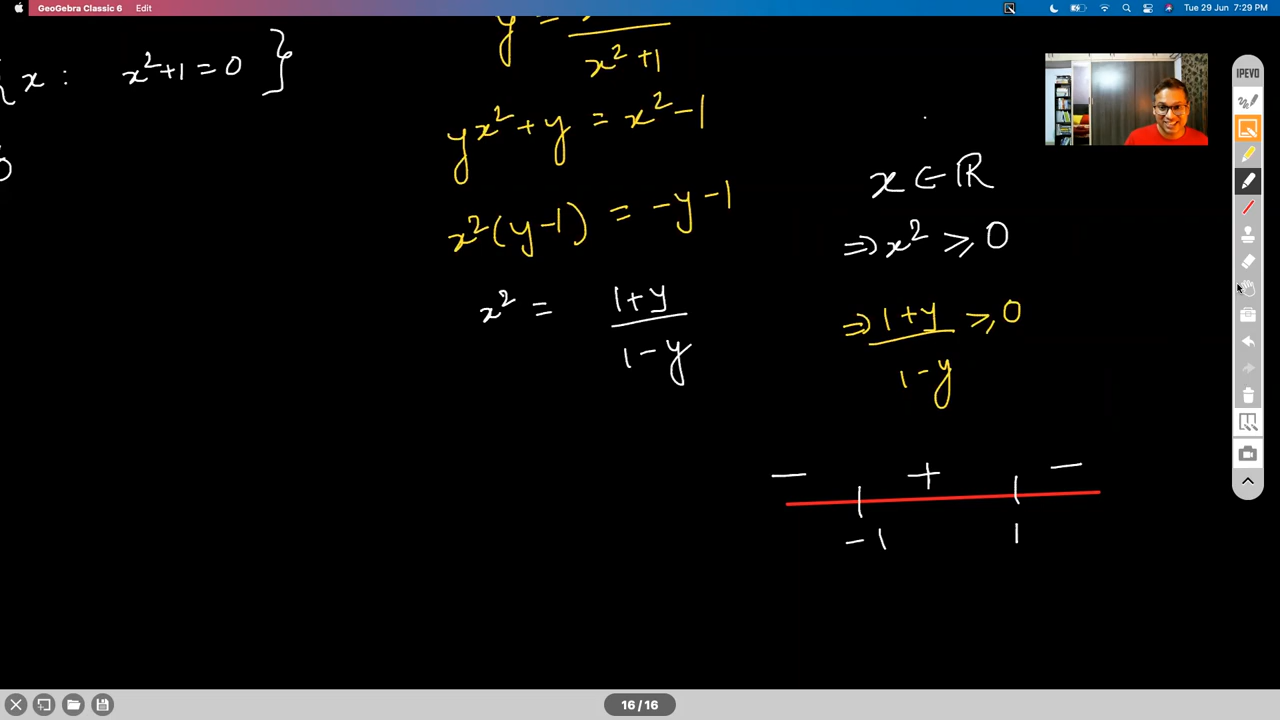 GeoGebra Classic 6 Edit
Tue 29 Jun 7:29 PM
IPEVO
{x : x²+1=0}
y =
x²+1
yx²+y = x²-1
x²(y-1) = -y-1
x² = 1+y
1-y
x∈ℝ
⇒x² ≥ 0
⇒1+y ≥ 0
1-y
− + −
-1 1
16 / 16